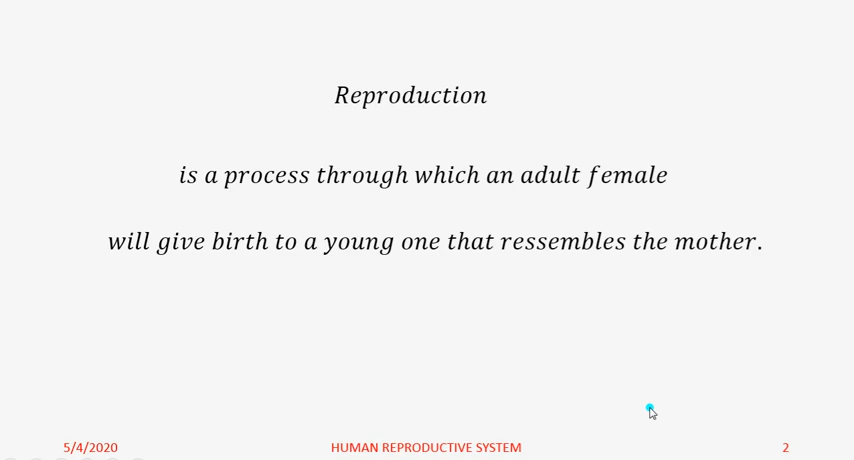 Reproduction
is a process through which an adult female
will give birth to a young one that ressembles the mother.
5/4/2020 HUMAN REPRODUCTIVE SYSTEM 2